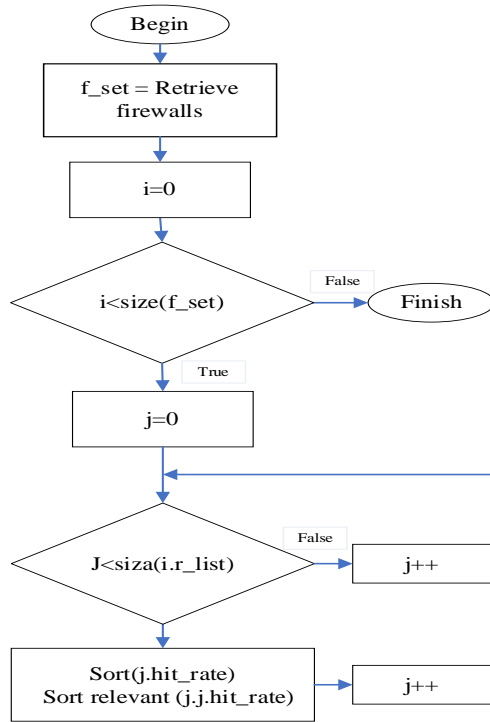 Begin
f_set = Retrieve
firewalls
i=0
i<size(f_set)
False
Finish
True
j=0
J<siza(i.r_list)
False
j++
Sort(j.hit_rate)
Sort relevant (j.j.hit_rate)
j++